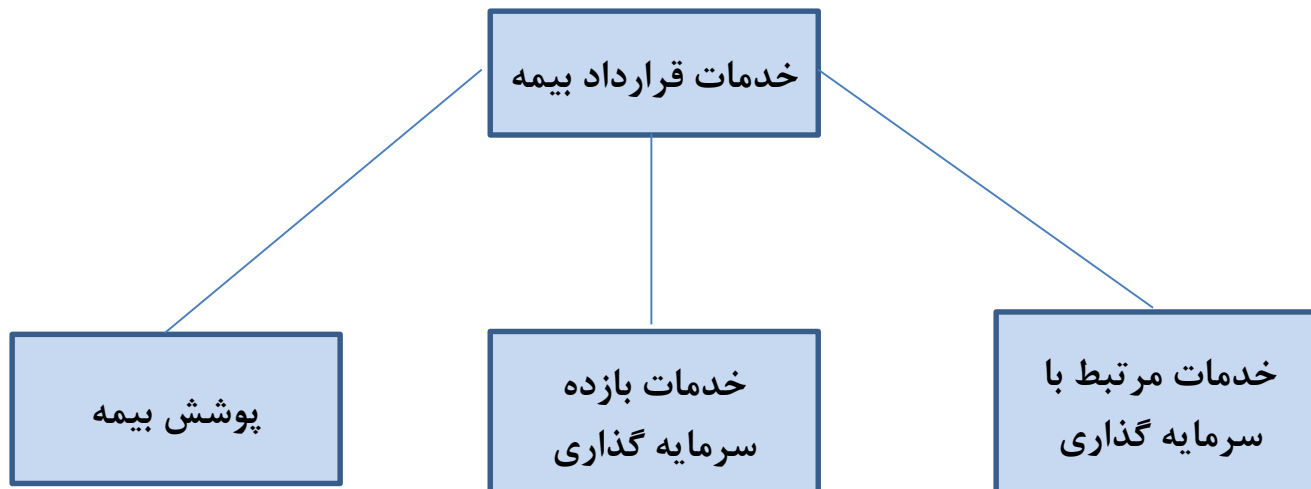 خدمات قرارداد بیمه
خدمات مرتبط با
سرمایه گذاری
خدمات بازده
سرمایه گذاری
پوشش بیمه